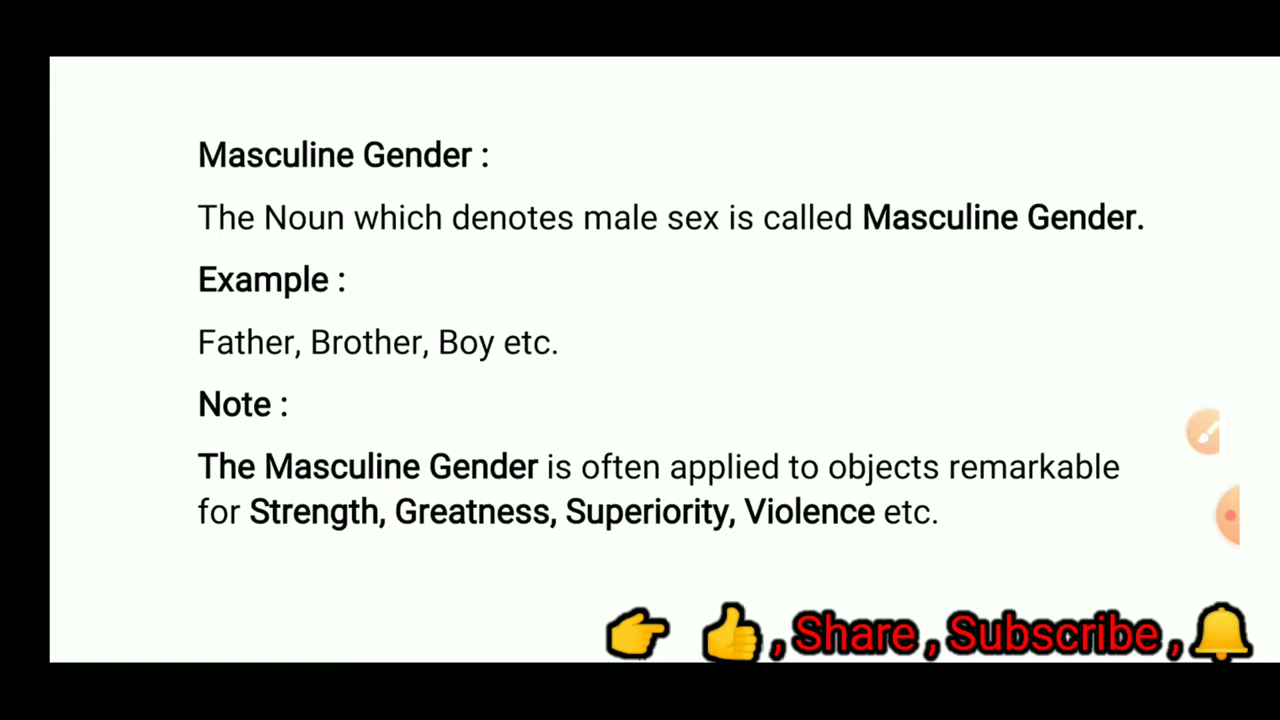 Masculine Gender :
The Noun which denotes male sex is called Masculine Gender.
Example :
Father, Brother, Boy etc.
Note :
The Masculine Gender is often applied to objects remarkable
for Strength, Greatness, Superiority, Violence etc.
👉 👍 , Share , Subscribe , 🔔